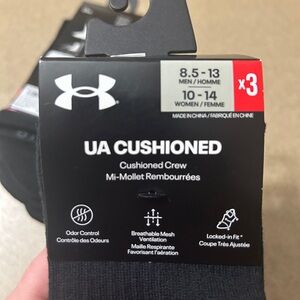 8.5 - 13
MEN / HOMME
10 - 14
WOMEN / FEMME
x3
MADE IN CHINA / FABRIQUÉ EN CHINE
UA CUSHIONED
Cushioned Crew
Mi-Mollet Rembourrées
Odor Control
Contrôle des Odeurs
Breathable Mesh
Ventilation
Maille Respirante
Favorisant l'aération
Locked-in Fit
Coupe Très Ajustée